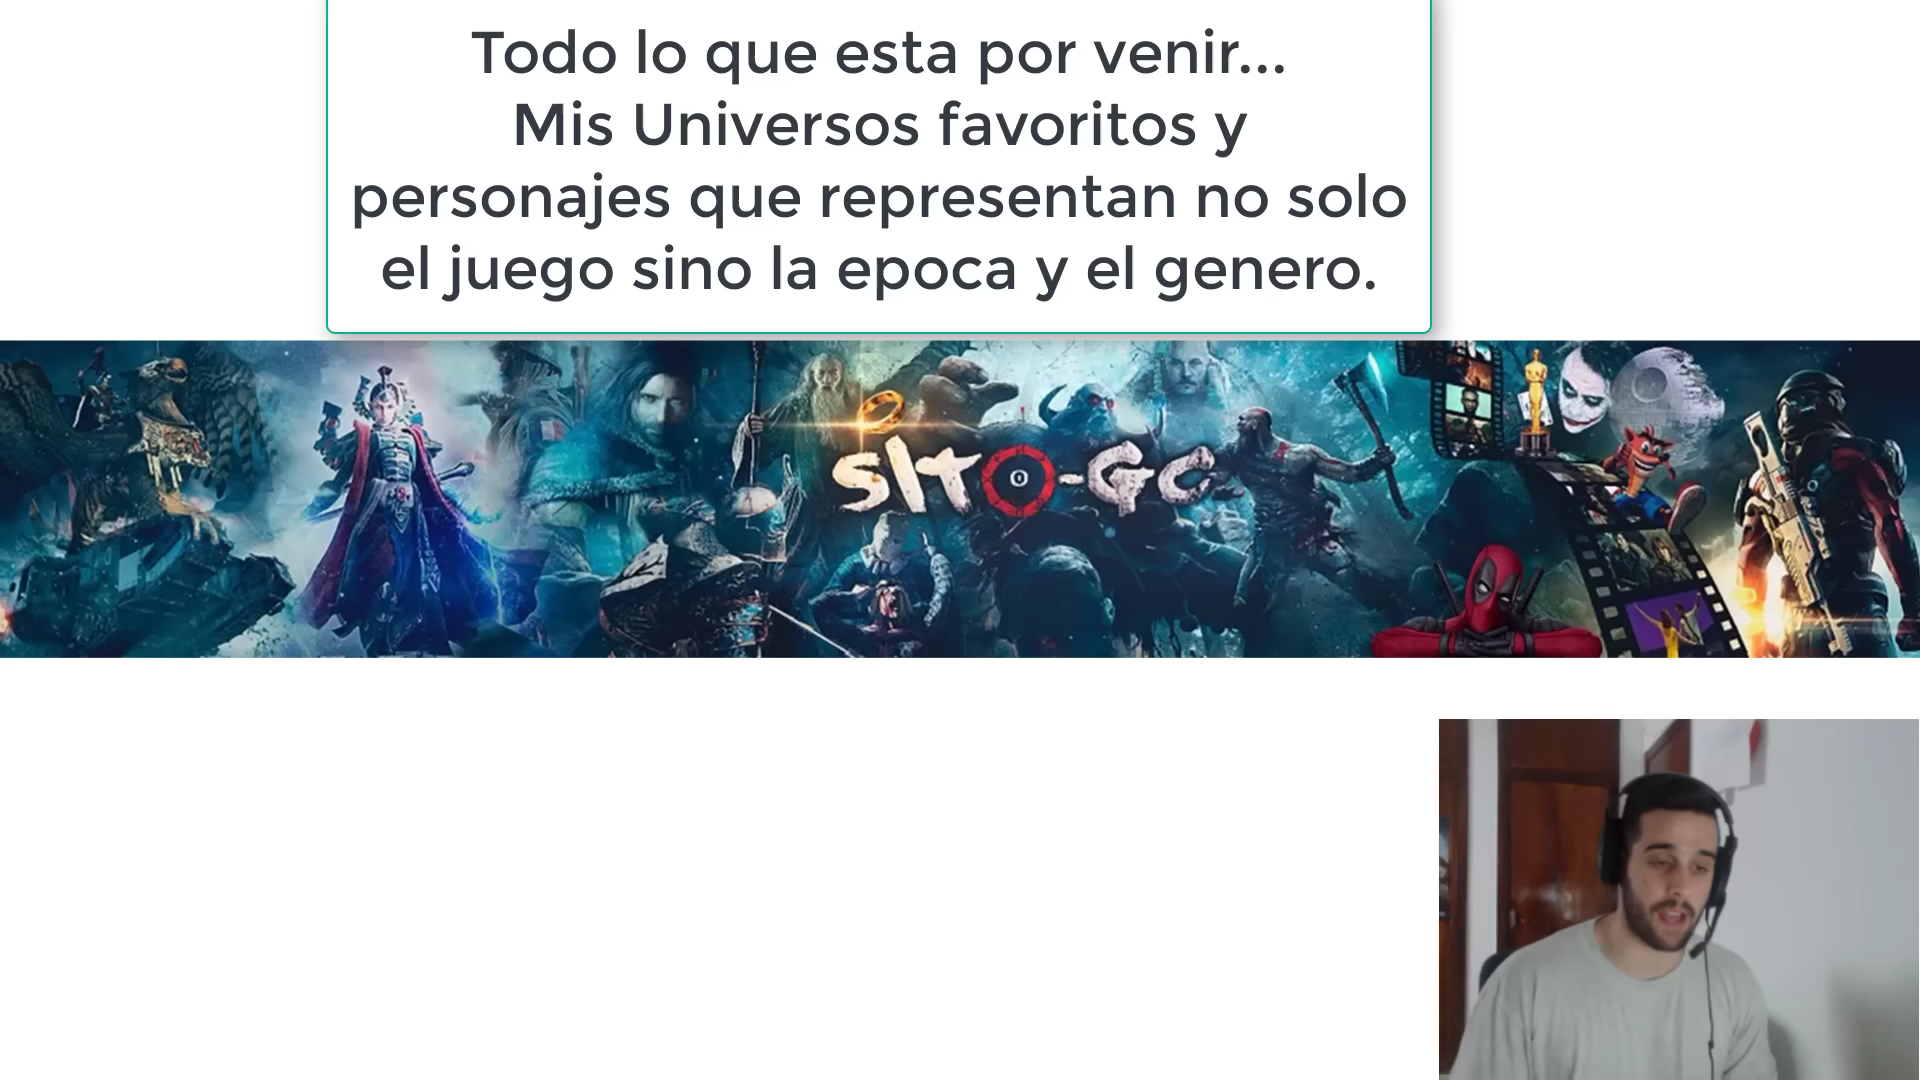 Todo lo que esta por venir...
Mis Universos favoritos y
personajes que representan no solo
el juego sino la epoca y el genero.
SITO-GC